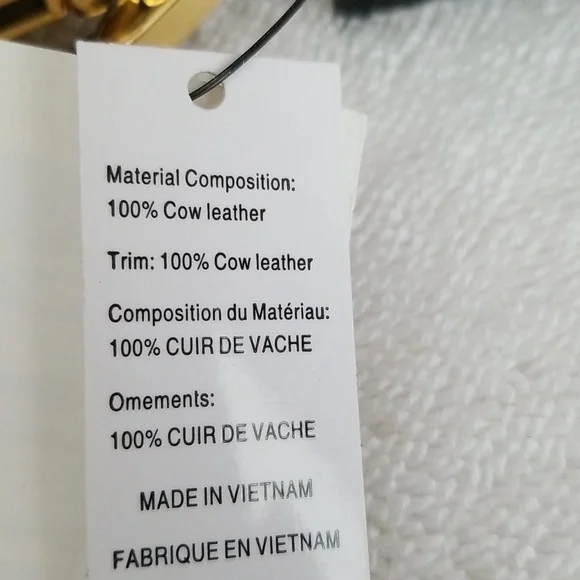 Material Composition:
100% Cow leather
Trim: 100% Cow leather
Composition du Matériau:
100% CUIR DE VACHE
Omements:
100% CUIR DE VACHE
MADE IN VIETNAM
FABRIQUE EN VIETNAM